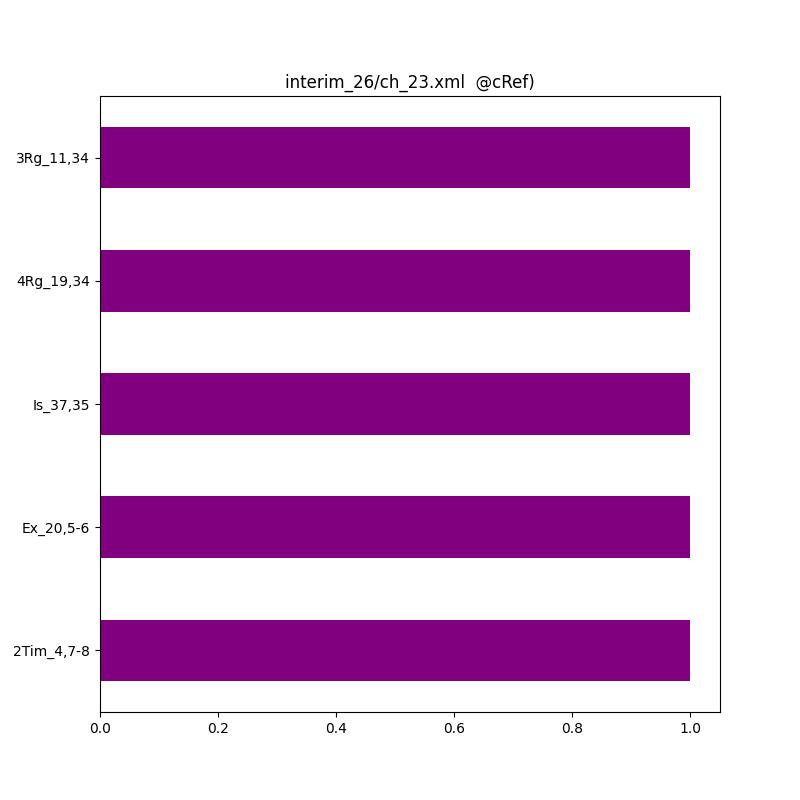 interim_26/ch_23.xml  @cRef)
3Rg_11,34
4Rg_19,34
Is_37,35
Ex_20,5-6
2Tim_4,7-8
0.0 0.2 0.4 0.6 0.8 1.0